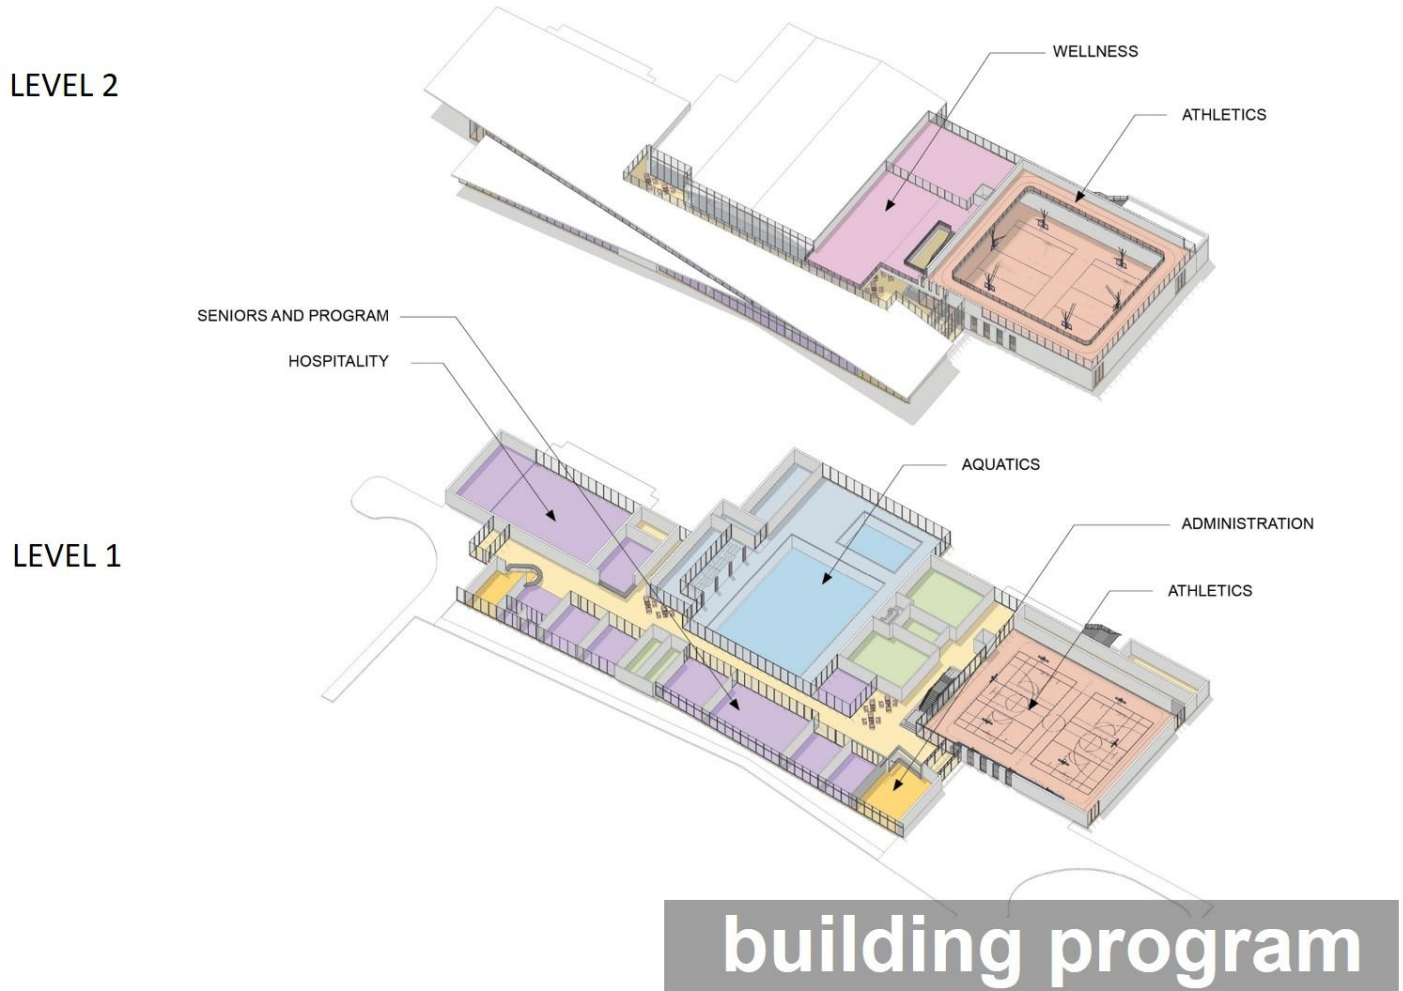 LEVEL 2
WELLNESS
ATHLETICS
SENIORS AND PROGRAM
HOSPITALITY
AQUATICS
ADMINISTRATION
LEVEL 1
ATHLETICS
building program